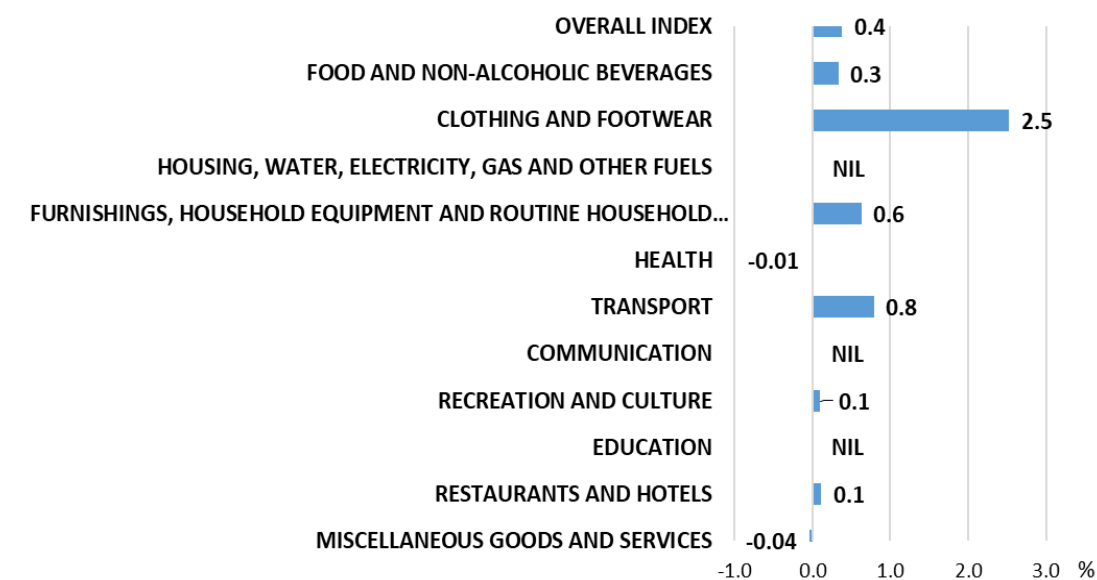 OVERALL INDEX 0.4
FOOD AND NON-ALCOHOLIC BEVERAGES 0.3
CLOTHING AND FOOTWEAR 2.5
HOUSING, WATER, ELECTRICITY, GAS AND OTHER FUELS NIL
FURNISHINGS, HOUSEHOLD EQUIPMENT AND ROUTINE HOUSEHOLD... 0.6
HEALTH -0.01
TRANSPORT 0.8
COMMUNICATION NIL
RECREATION AND CULTURE 0.1
EDUCATION NIL
RESTAURANTS AND HOTELS 0.1
MISCELLANEOUS GOODS AND SERVICES -0.04
-1.0 0.0 1.0 2.0 3.0 %